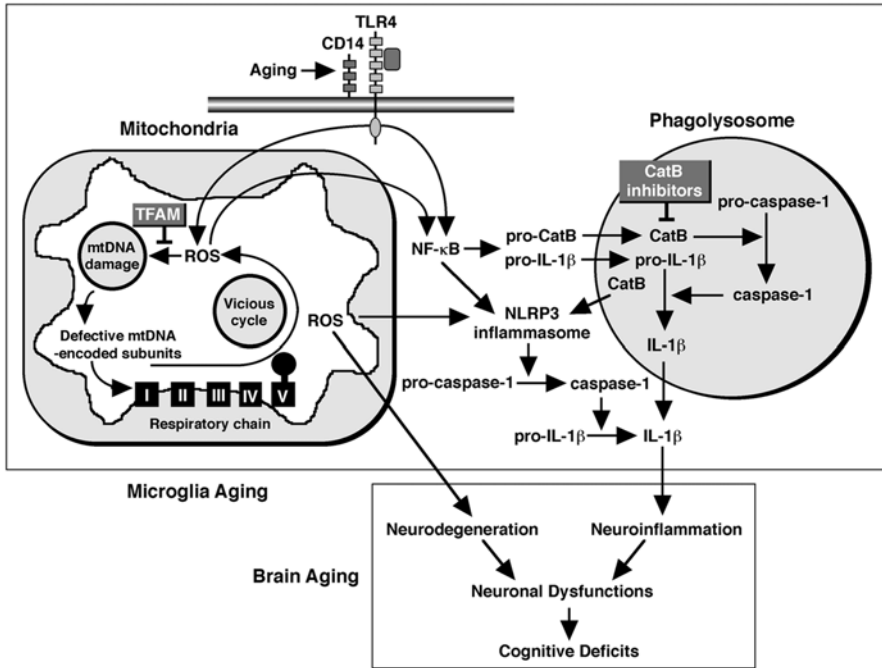 TLR4
CD14
Aging
Mitochondria
Phagolysosome
CatB
inhibitors
TFAM
pro-caspase-1
mtDNA
damage
ROS
NF-κB
pro-CatB
CatB
pro-IL-1β
pro-IL-1β
CatB
caspase-1
Vicious
cycle
ROS
NLRP3
inflammasome
Defective mtDNA
-encoded subunits
IL-1β
I II III IV V
Respiratory chain
pro-caspase-1
caspase-1
pro-IL-1β
IL-1β
Microglia Aging
Neurodegeneration
Neuroinflammation
Brain Aging
Neuronal Dysfunctions
Cognitive Deficits